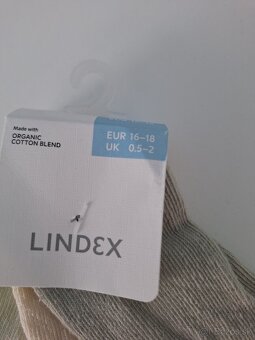 Made with
ORGANIC
COTTON BLEND
EUR 16–18
UK 0.5–2
LINDEX